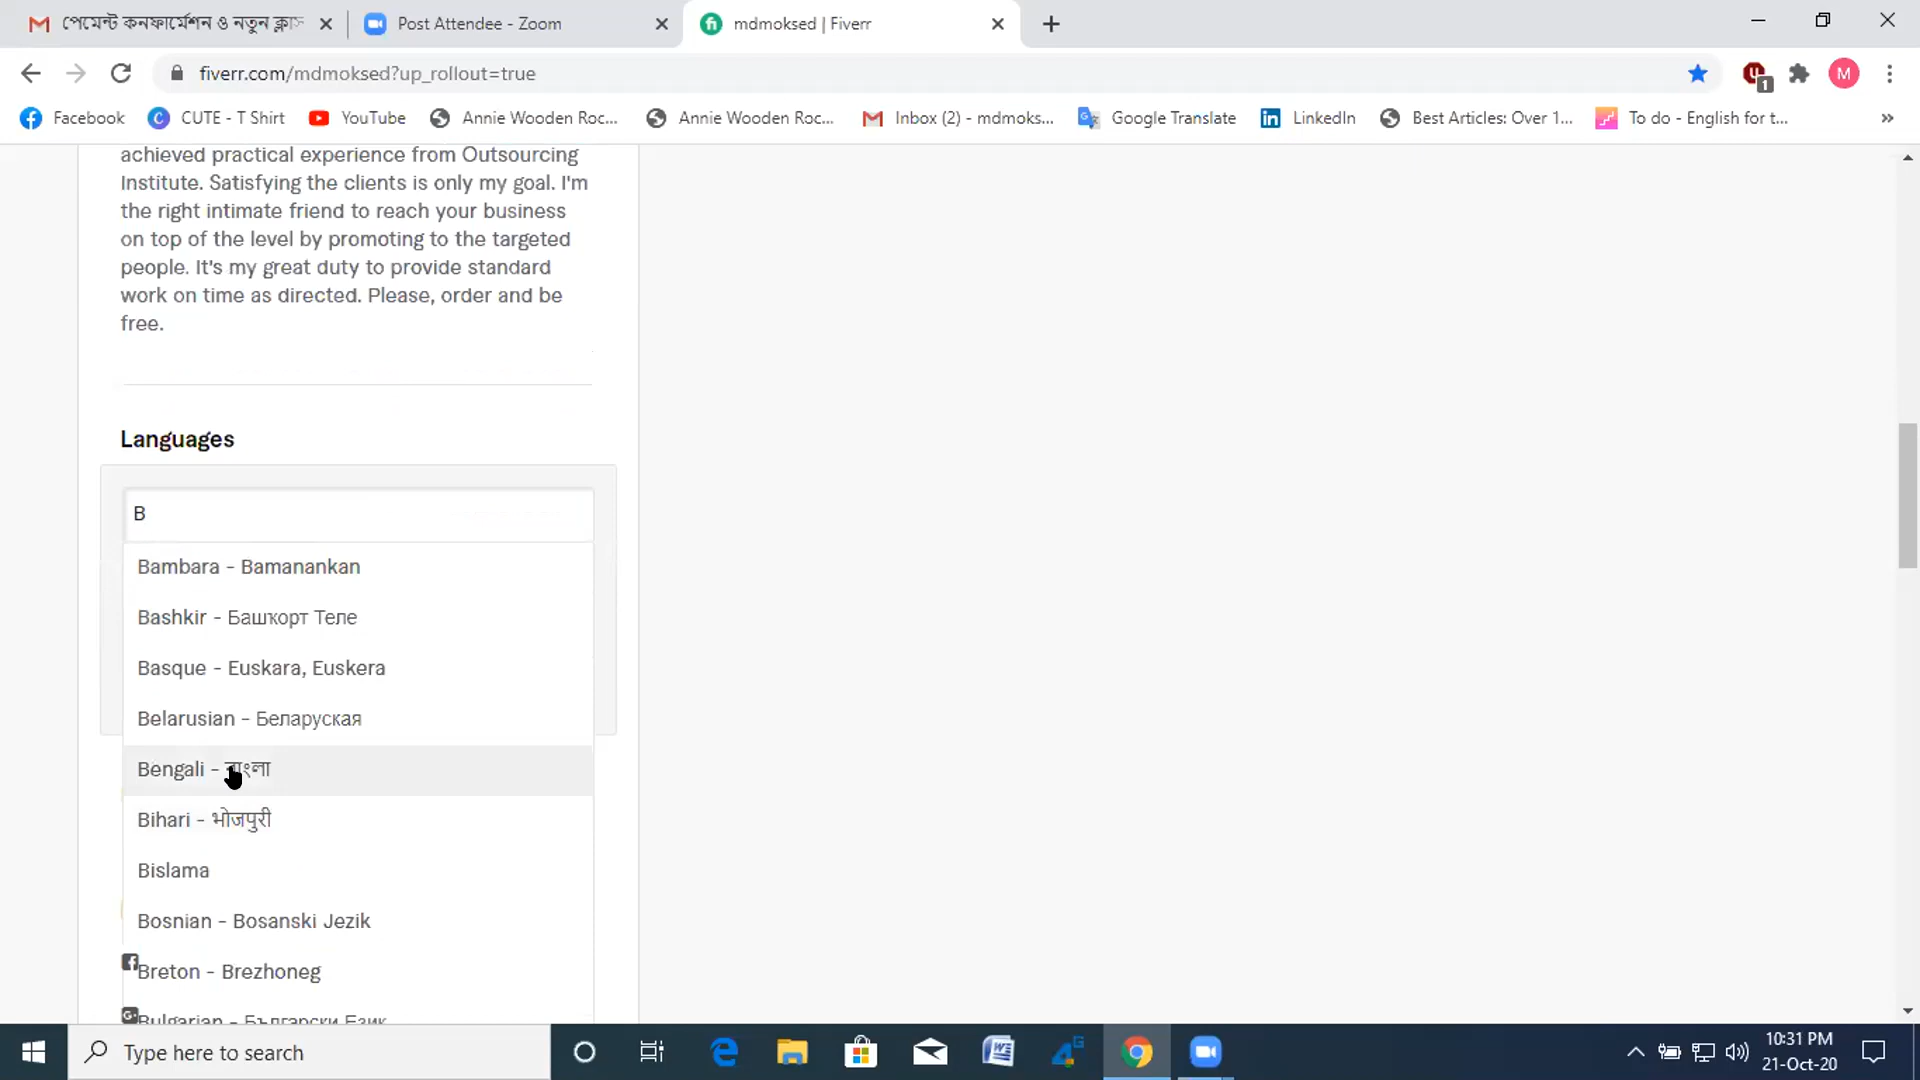 পেমেন্ট কনফার্মেশন ও নতুন ক্লাস
Post Attendee - Zoom
mdmoksed | Fiverr
fiverr.com/mdmoksed?up_rollout=true
1
M
Facebook
CUTE - T Shirt
YouTube
Annie Wooden Roc...
Annie Wooden Roc...
Inbox (2) - mdmoks...
Google Translate
LinkedIn
Best Articles: Over 1...
To do - English for t...
»
achieved practical experience from Outsourcing
Institute. Satisfying the clients is only my goal. I'm
the right intimate friend to reach your business
on top of the level by promoting to the targeted
people. It's my great duty to provide standard
work on time as directed. Please, order and be
free.
Languages
B
Bambara - Bamanankan
Bashkir - Башҡорт Теле
Basque - Euskara, Euskera
Belarusian - Беларуская
Bengali - বাংলা
Bihari - भोजपुरी
Bislama
Bosnian - Bosanski Jezik
Breton - Brezhoneg
Bulgarian - Български Език
Type here to search
10:31 PM
21-Oct-20